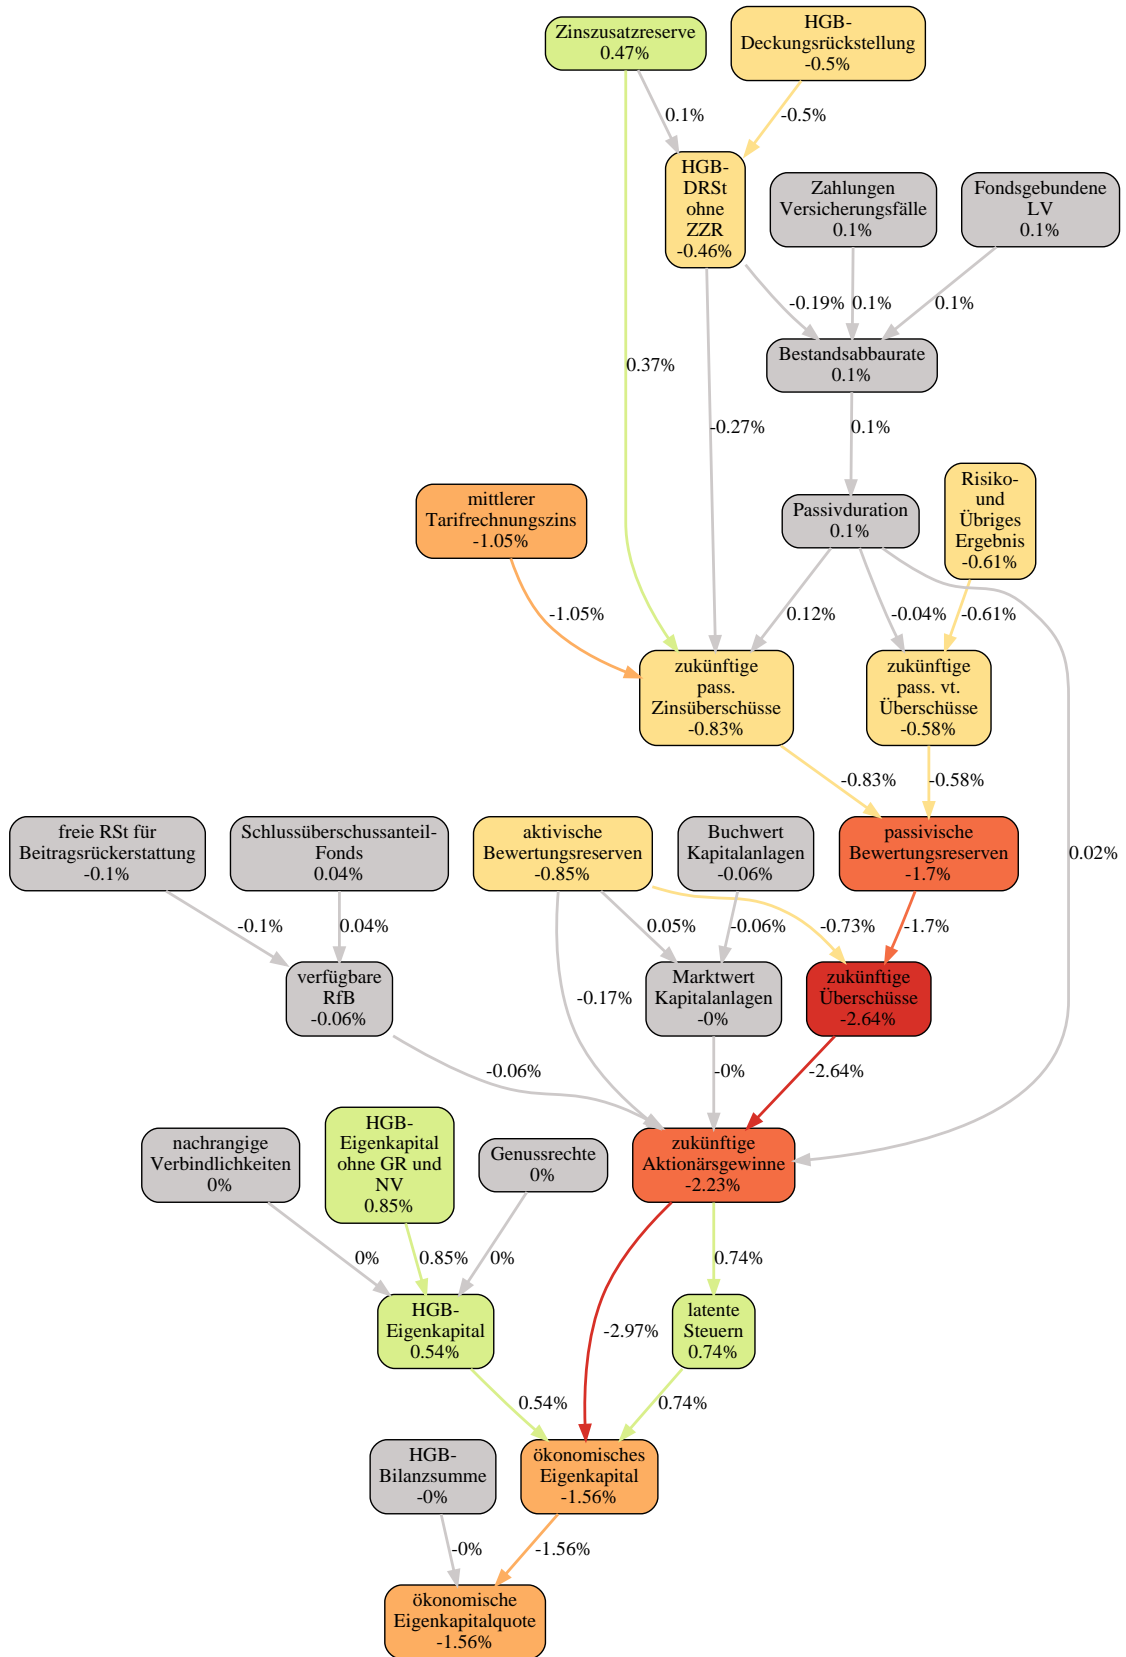 Zinszusatzreserve
0.47%
HGB-
Deckungsrückstellung
-0.5%
0.1%
-0.5%
HGB-
DRSt
ohne
ZZR
-0.46%
Zahlungen
Versicherungsfälle
0.1%
Fondsgebundene
LV
0.1%
-0.19%
0.1%
0.1%
Bestandsabbaurate
0.1%
0.37%
-0.27%
0.1%
mittlerer
Tarifrechnungszins
-1.05%
Passivduration
0.1%
Risiko-
und
Übriges
Ergebnis
-0.61%
-1.05%
0.12%
-0.04%
-0.61%
zukünftige
pass.
Zinsüberschüsse
-0.83%
zukünftige
pass. vt.
Überschüsse
-0.58%
-0.83%
-0.58%
freie RSt für
Beitragsrückerstattung
-0.1%
Schlussüberschussanteil-
Fonds
0.04%
aktivische
Bewertungsreserven
-0.85%
Buchwert
Kapitalanlagen
-0.06%
passivische
Bewertungsreserven
-1.7%
0.02%
-0.1%
0.04%
0.05%
-0.06%
-0.73%
-1.7%
verfügbare
RfB
-0.06%
-0.17%
Marktwert
Kapitalanlagen
-0%
zukünftige
Überschüsse
-2.64%
-0.06%
-0%
-2.64%
nachrangige
Verbindlichkeiten
0%
HGB-
Eigenkapital
ohne GR und
NV
0.85%
Genussrechte
0%
zukünftige
Aktionärsgewinne
-2.23%
0%
0.85%
0%
0.74%
HGB-
Eigenkapital
0.54%
-2.97%
latente
Steuern
0.74%
0.54%
0.74%
HGB-
Bilanzsumme
-0%
ökonomisches
Eigenkapital
-1.56%
-0%
-1.56%
ökonomische
Eigenkapitalquote
-1.56%